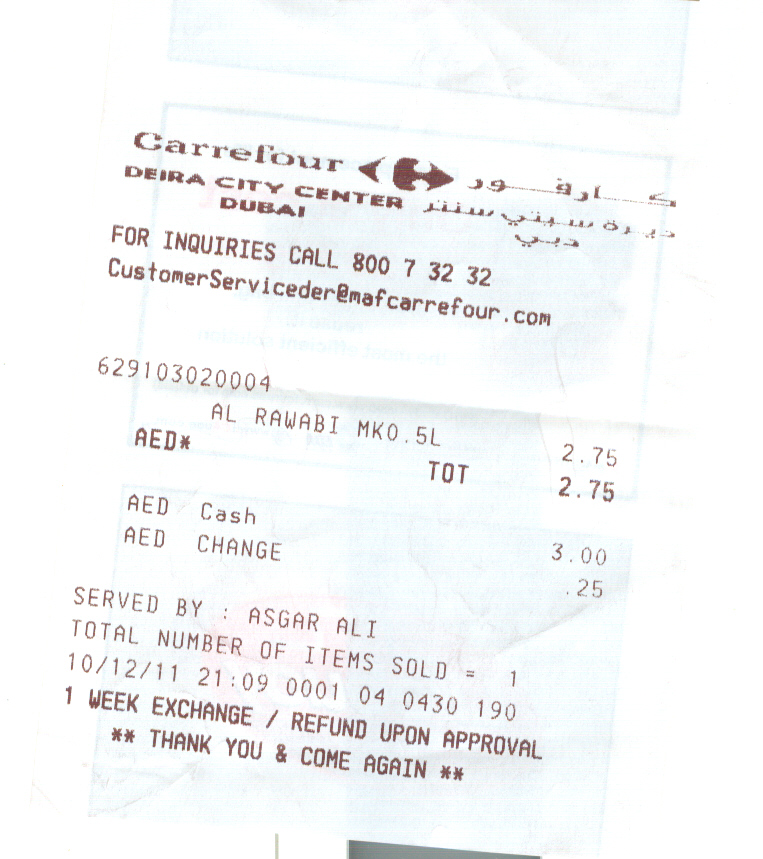 Carrefour كارفور
DEIRA CITY CENTER ديرة سيتي سنتر
DUBAI دبي
FOR INQUIRIES CALL 800 7 32 32
CustomerServiceder@mafcarrefour.com
629103020004
AL RAWABI MK0.5L 2.75
AED* TOT 2.75
AED Cash 3.00
AED CHANGE .25
SERVED BY : ASGAR ALI
TOTAL NUMBER OF ITEMS SOLD = 1
10/12/11 21:09 0001 04 0430 190
1 WEEK EXCHANGE / REFUND UPON APPROVAL
** THANK YOU & COME AGAIN **